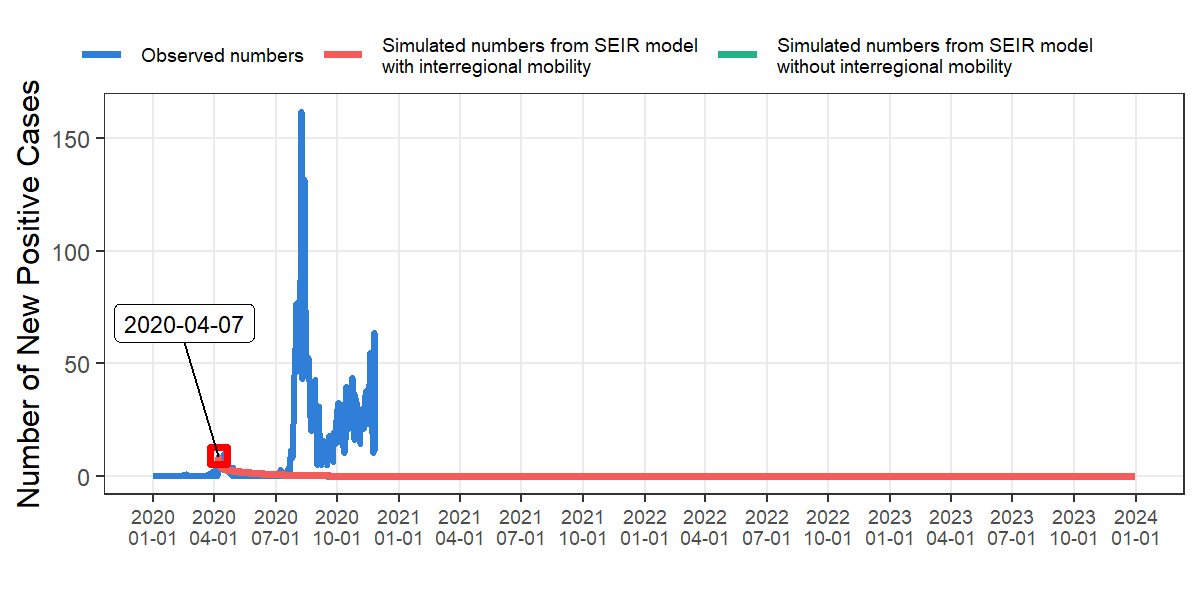 Observed numbers
Simulated numbers from SEIR model
with interregional mobility
Simulated numbers from SEIR model
without interregional mobility
Number of New Positive Cases
150
100
50
0
2020-04-07
2020 2020 2020 2020 2021 2021 2021 2021 2022 2022 2022 2022 2023 2023 2023 2023 2024
01-01 04-01 07-01 10-01 01-01 04-01 07-01 10-01 01-01 04-01 07-01 10-01 01-01 04-01 07-01 10-01 01-01